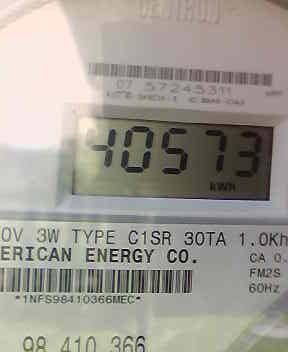 CENTRON
07 57245311
40573
kWh
0V 3W TYPE C1SR 30TA 1.0Kh
ERICAN ENERGY CO.
CA 0.
FM2S
60Hz
*1NFS98410366MEC*
98 410 366